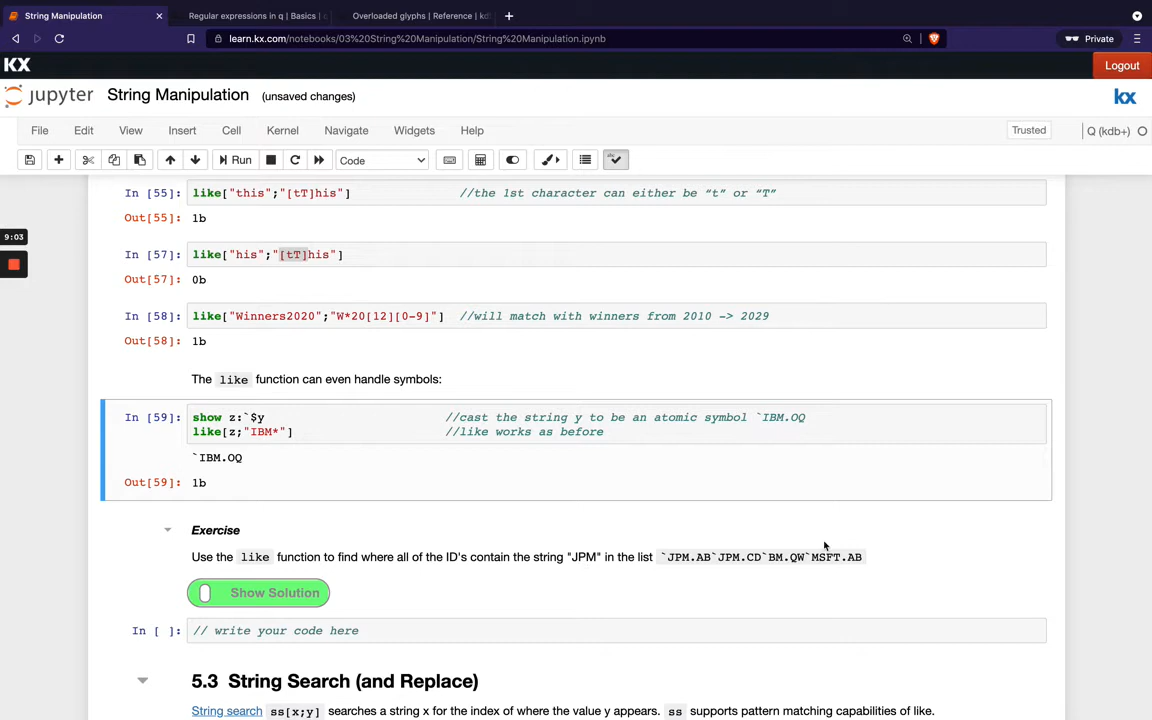 String Manipulation
Regular expressions in q | Basics |
Overloaded glyphs | Reference | kd
learn.kx.com/notebooks/03%20String%20Manipulation/String%20Manipulation.ipynb
Private
KX
Logout
jupyter String Manipulation (unsaved changes)
kx
File Edit View Insert Cell Kernel Navigate Widgets Help
Trusted
Q (kdb+)
Run
Code
In [55]: like["this";"[tT]his"] //the 1st character can either be “t” or “T”
Out[55]: 1b
9:03
In [57]: like["his";"[tT]his"]
Out[57]: 0b
In [58]: like["Winners2020";"W*20[12][0-9]"] //will match with winners from 2010 -> 2029
Out[58]: 1b
The like function can even handle symbols:
In [59]: show z:`$y //cast the string y to be an atomic symbol `IBM.OQ
like[z;"IBM*"] //like works as before
`IBM.OQ
Out[59]: 1b
Exercise
Use the like function to find where all of the ID's contain the string "JPM" in the list `JPM.AB`JPM.CD`BM.QW`MSFT.AB
Show Solution
In [ ]: // write your code here
5.3 String Search (and Replace)
String search ss[x;y] searches a string x for the index of where the value y appears. ss supports pattern matching capabilities of like.